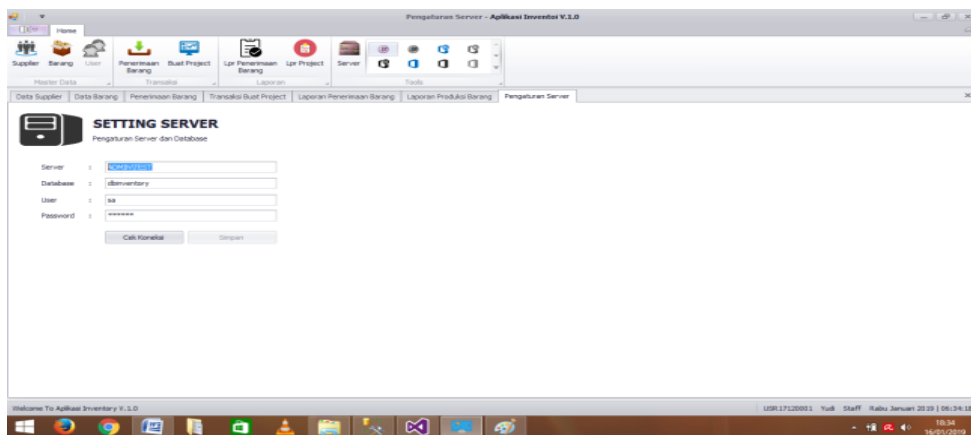 Pengaturan Server - Aplikasi Inventoi V.1.0
Home
Supplier Barang User Penerimaan Barang Buat Project Lpr Penerimaan Barang Lpr Project Server
Master Data Transaksi Laporan Tools
Data Supplier Data Barang Penerimaan Barang Transaksi Buat Project Laporan Penerimaan Barang Laporan Produksi Barang Pengaturan Server
SETTING SERVER
Pengaturan Server dan Database
Server :
Database : dbinventory
User : sa
Password : ******
Cek Koneksi Simpan
Welcome To Aplikasi Inventory V.1.0 USR17120001 Yudi Staff Rabu Januari 2019 | 06:34:18
10:34
16/01/2019